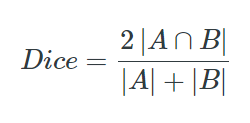 Dice = 2 |A ∩ B| / |A| + |B|